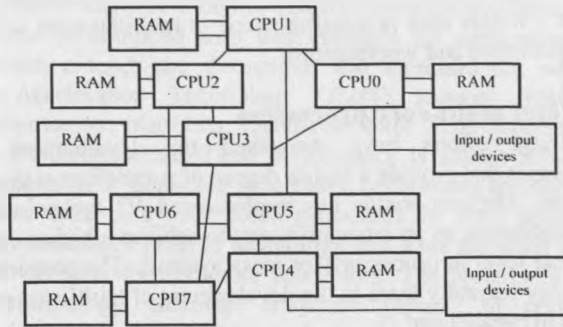 RAM CPU1
RAM CPU2 CPU0 RAM
RAM CPU3 Input / output
devices
RAM CPU6 CPU5 RAM
CPU4 RAM Input / output
devices
RAM CPU7